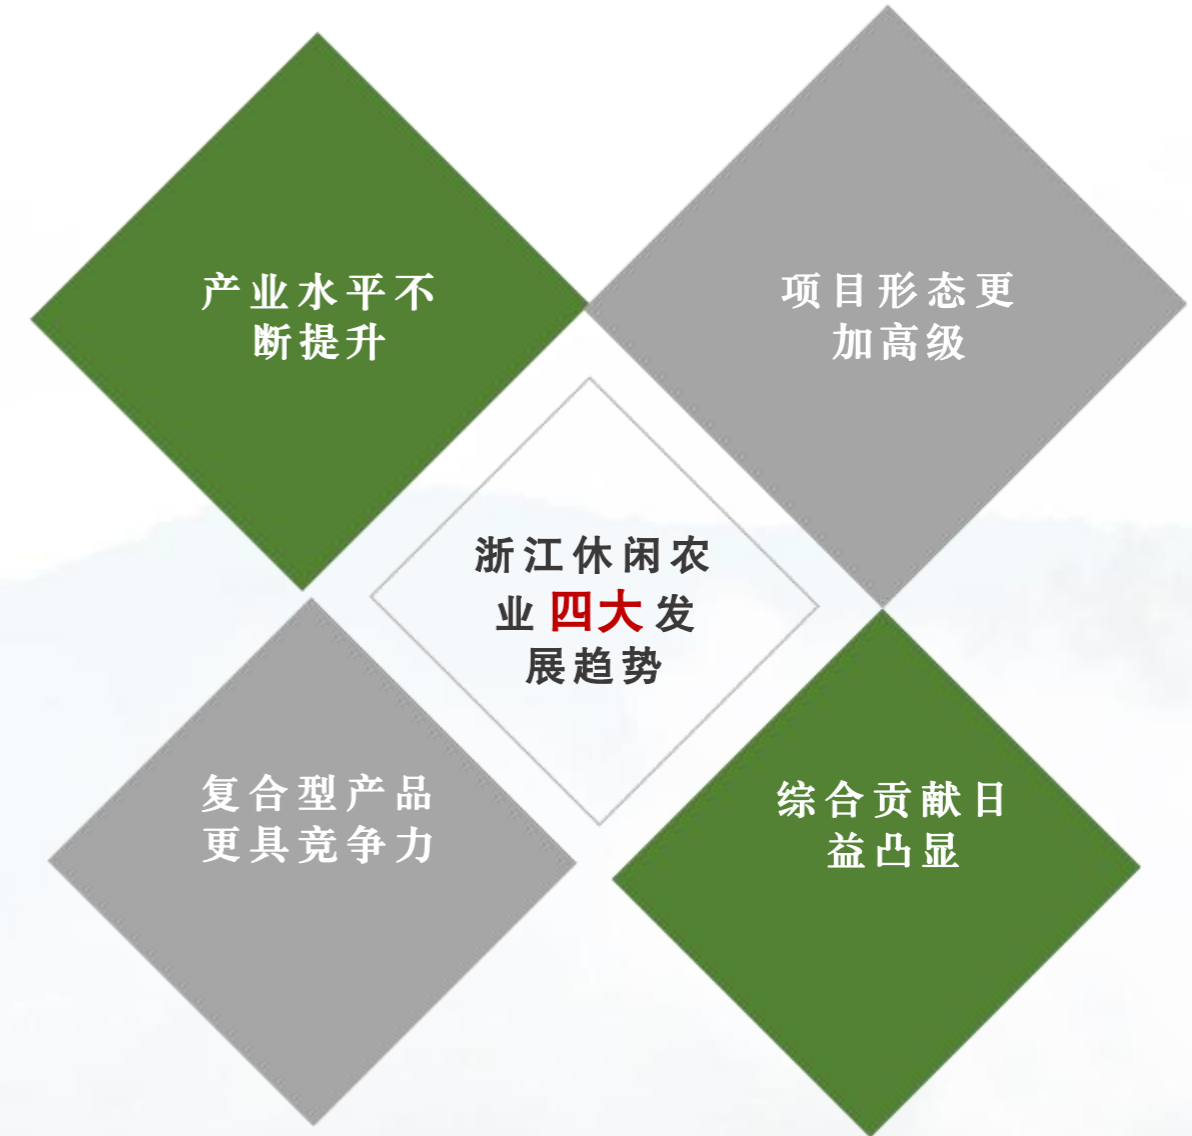 产业水平不
断提升
项目形态更
加高级
浙江休闲农
业四大发
展趋势
复合型产品
更具竞争力
综合贡献日
益凸显